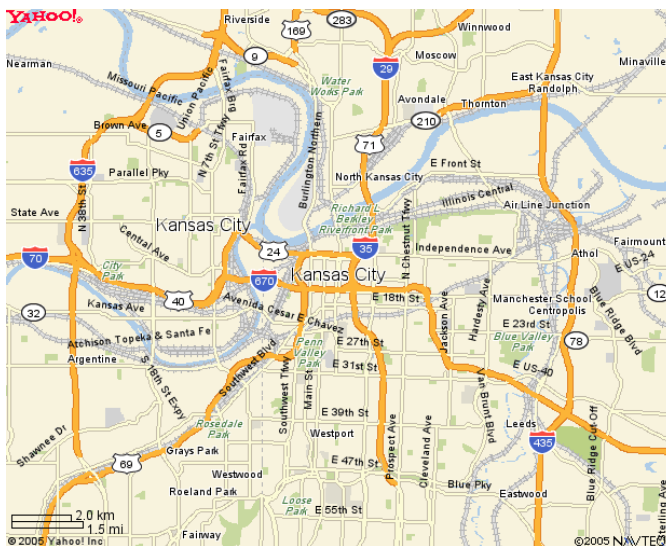 YAHOO!®
Riverside
169
283
Winnwood
Nearman
9
Moscow
Minaville
Missouri Pacific
Fairfax Brg
29
Union Pacific
Water
Works Park
East Kansas City
Randolph
Avondale
Thornton
Brown Ave
5
N 7th St Tfwy
Fairfax
Burlington Northern
210
71
635
Parallel Pky
Fairfax Rd
E Front St
North Kansas City
Illinois Central
State Ave
N 38th St
Kansas City
Richard L
Berkley
Riverfront Park
N Chestnut Tfwy
Air Line Junction
Central Ave
24
35
Independence Ave
Fairmount
70
City
Park
Athol
E US-24
670
Kansas City
Kansas Ave
40
E 18th St
Hardesty Ave
Manchester School
Centropolis
12
32
Avenida Cesar E Chavez
Jackson Ave
E 23rd St
Blue Ridge Blvd
Atchison Topeka & Santa Fe
Penn
Valley
Park
E 27th St
Blue Valley
Park
78
Argentine
S 18th St Expy
Southwest Blvd
E 31st St
E US-40
Southwest Tfwy
Main St
Van Brunt Blvd
E 39th St
Prospect Ave
Cleveland Ave
Rosedale
Park
Leeds
Shawnee Dr
Westport
435
Blue Ridge Cut-Off
Grays Park
69
E 47th St
Westwood
Blue Pky
Roeland Park
Loose
Park
Eastwood
2.0 km
1.5 mi
E 55th St
Sterling Ave
Fairway
© 2005 Yahoo! Inc
©2005 NAVTEQ